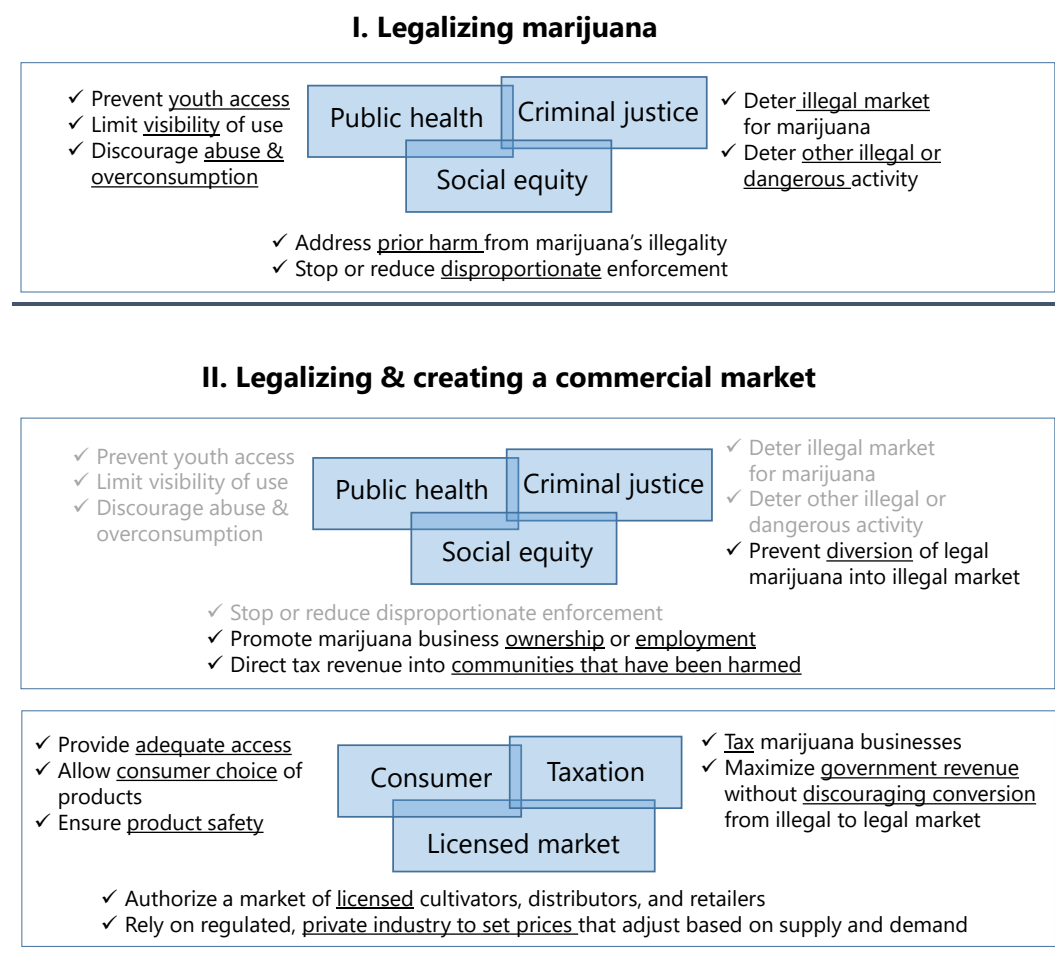 I. Legalizing marijuana
✓ Prevent youth access
✓ Limit visibility of use
✓ Discourage abuse &
overconsumption
Public health
Criminal justice
Social equity
✓ Deter illegal market
for marijuana
✓ Deter other illegal or
dangerous activity
✓ Address prior harm from marijuana‘s illegality
✓ Stop or reduce disproportionate enforcement
II. Legalizing & creating a commercial market
✓ Prevent youth access
✓ Limit visibility of use
✓ Discourage abuse &
overconsumption
Public health
Criminal justice
Social equity
✓ Deter illegal market
for marijuana
✓ Deter other illegal or
dangerous activity
✓ Prevent diversion of legal
marijuana into illegal market
✓ Stop or reduce disproportionate enforcement
✓ Promote marijuana business ownership or employment
✓ Direct tax revenue into communities that have been harmed
✓ Provide adequate access
✓ Allow consumer choice of
products
✓ Ensure product safety
Consumer
Taxation
Licensed market
✓ Tax marijuana businesses
✓ Maximize government revenue
without discouraging conversion
from illegal to legal market
✓ Authorize a market of licensed cultivators, distributors, and retailers
✓ Rely on regulated, private industry to set prices that adjust based on supply and demand